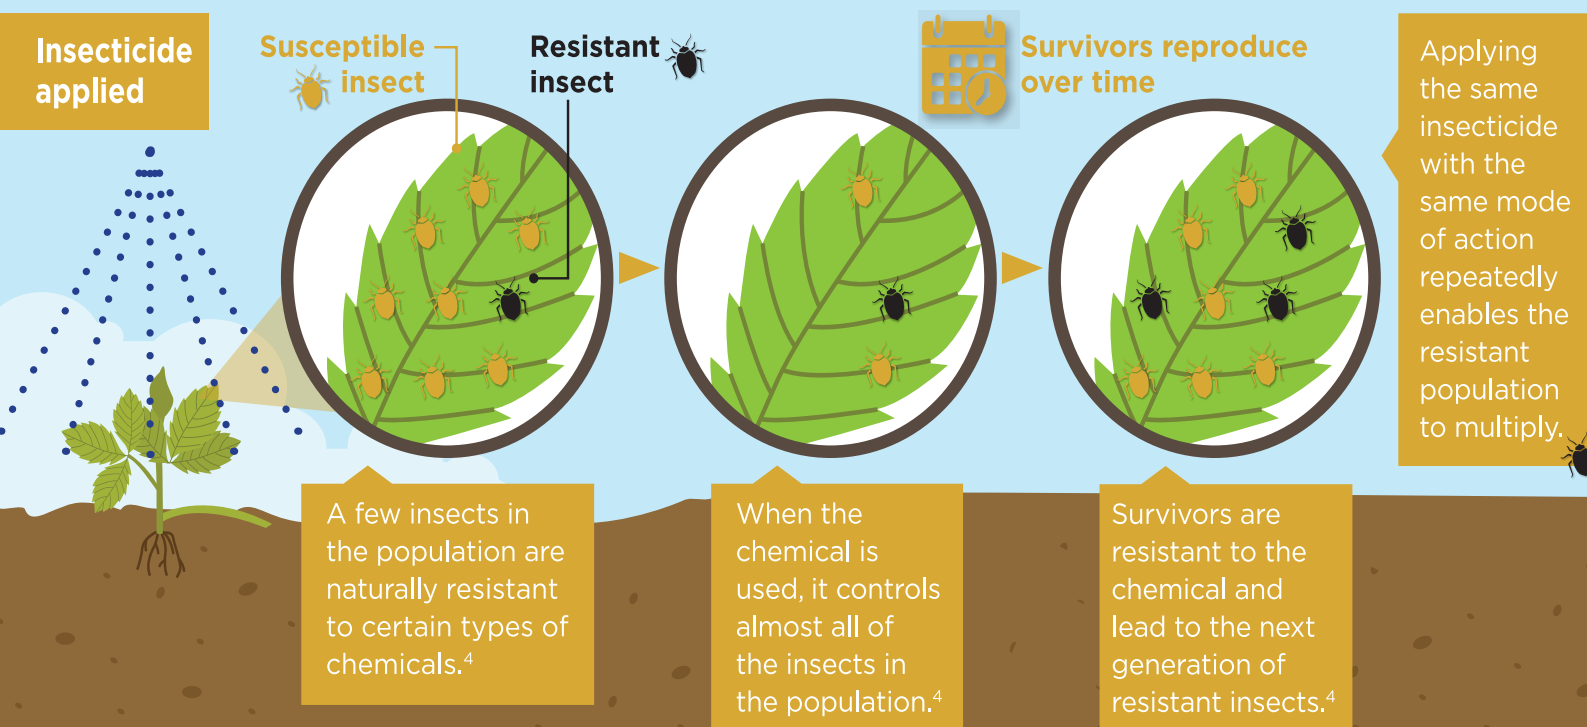 Insecticide
applied
Susceptible
insect
Resistant
insect
Survivors reproduce
over time
A few insects in
the population are
naturally resistant
to certain types of
chemicals.⁴
When the
chemical is
used, it controls
almost all of
the insects in
the population.⁴
Survivors are
resistant to the
chemical and
lead to the next
generation of
resistant insects.⁴
Applying
the same
insecticide
with the
same mode
of action
repeatedly
enables the
resistant
population
to multiply.